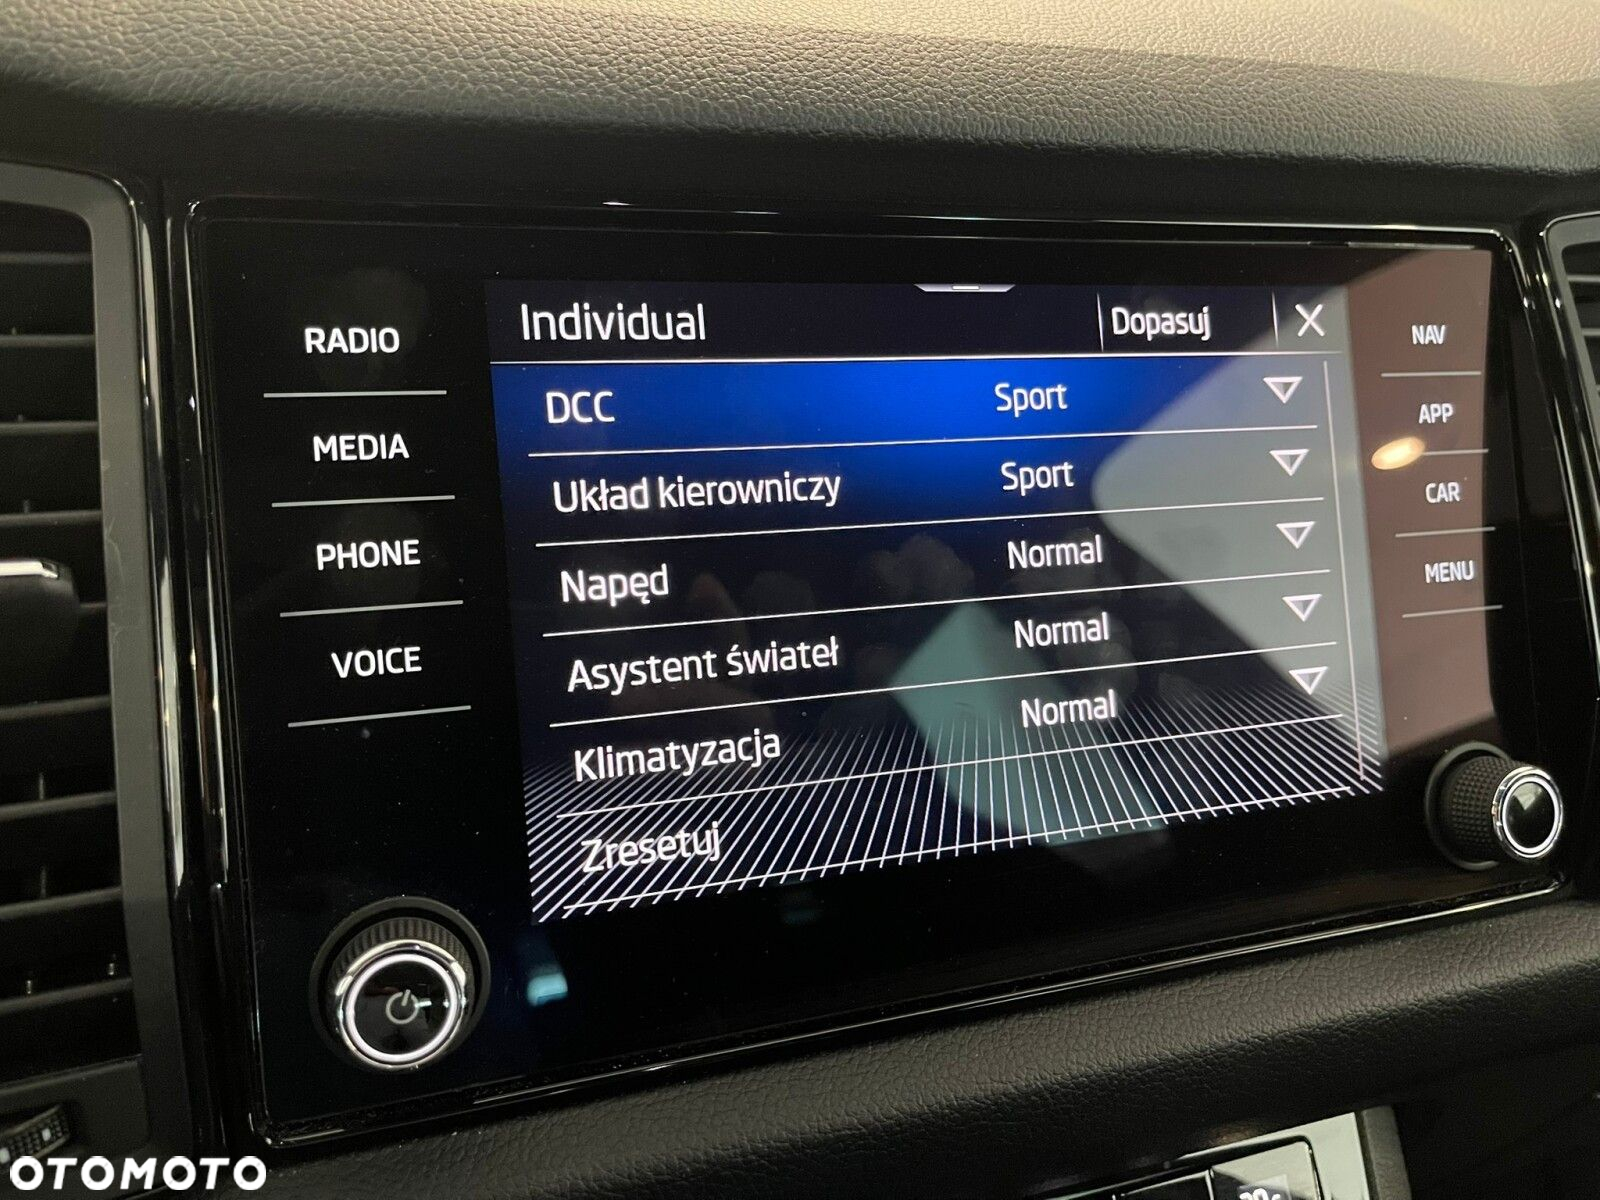 RADIO
MEDIA
PHONE
VOICE
Individual Dopasuj X
DCC Sport
Układ kierowniczy Sport
Napęd Normal
Asystent świateł Normal
Klimatyzacja Normal
Zresetuj
NAV
APP
CAR
MENU
OTOMOTO